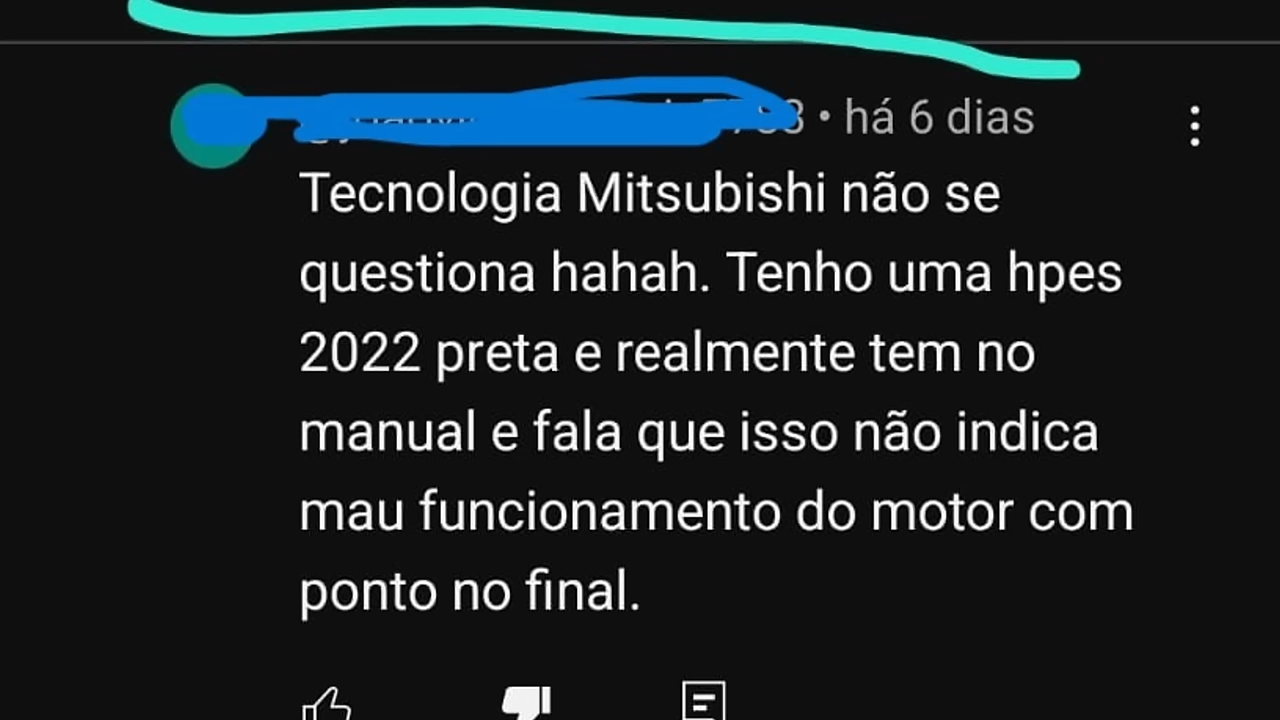 • há 6 dias
Tecnologia Mitsubishi não se
questiona hahah. Tenho uma hpes
2022 preta e realmente tem no
manual e fala que isso não indica
mau funcionamento do motor com
ponto no final.